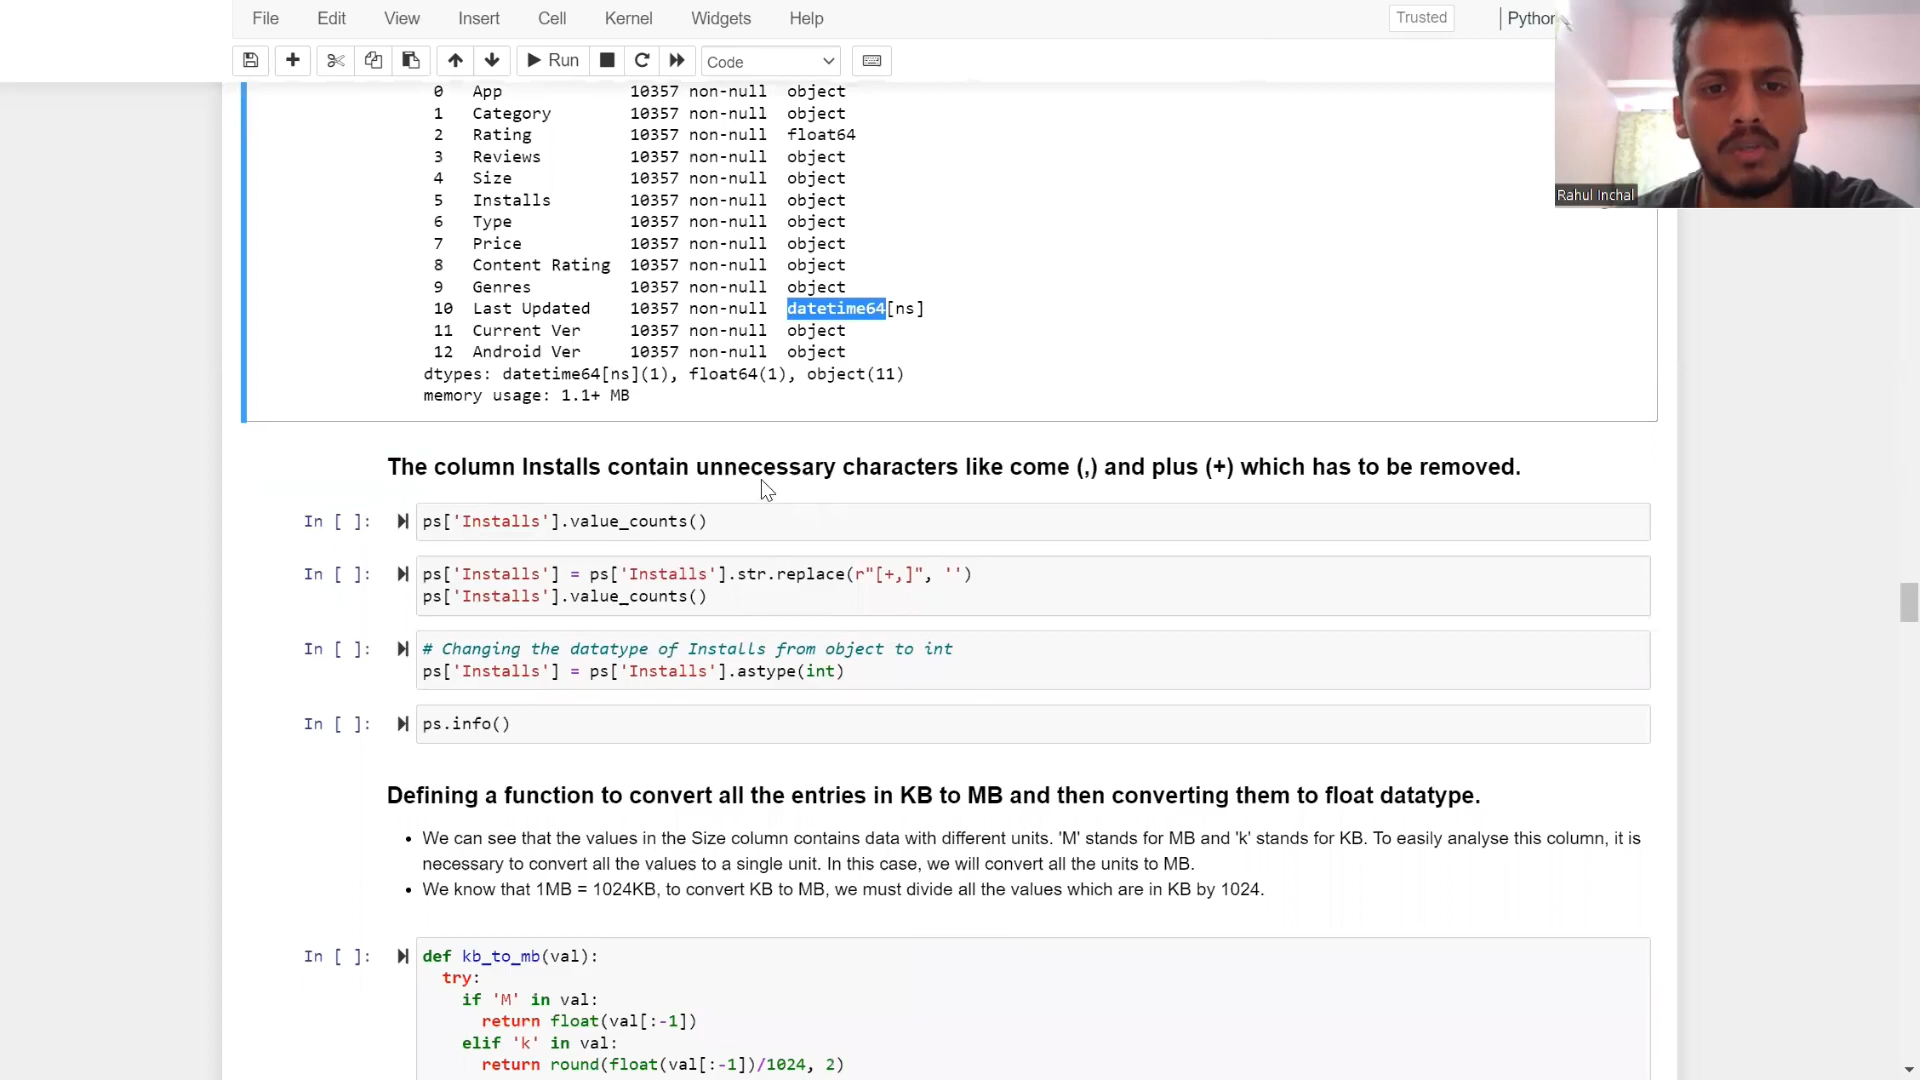 File Edit View Insert Cell Kernel Widgets Help Trusted Python
Run Code
0 App 10357 non-null object
1 Category 10357 non-null object
2 Rating 10357 non-null float64
3 Reviews 10357 non-null object
4 Size 10357 non-null object
5 Installs 10357 non-null object
6 Type 10357 non-null object
7 Price 10357 non-null object
8 Content Rating 10357 non-null object
9 Genres 10357 non-null object
10 Last Updated 10357 non-null datetime64[ns]
11 Current Ver 10357 non-null object
12 Android Ver 10357 non-null object
dtypes: datetime64[ns](1), float64(1), object(11)
memory usage: 1.1+ MB
Rahul Inchal
The column Installs contain unnecessary characters like come (,) and plus (+) which has to be removed.
In [ ]: ps['Installs'].value_counts()
In [ ]: ps['Installs'] = ps['Installs'].str.replace(r"[+,]", '')
ps['Installs'].value_counts()
In [ ]: # Changing the datatype of Installs from object to int
ps['Installs'] = ps['Installs'].astype(int)
In [ ]: ps.info()
Defining a function to convert all the entries in KB to MB and then converting them to float datatype.
• We can see that the values in the Size column contains data with different units. 'M' stands for MB and 'k' stands for KB. To easily analyse this column, it is
necessary to convert all the values to a single unit. In this case, we will convert all the units to MB.
• We know that 1MB = 1024KB, to convert KB to MB, we must divide all the values which are in KB by 1024.
In [ ]: def kb_to_mb(val):
try:
if 'M' in val:
return float(val[:-1])
elif 'k' in val:
return round(float(val[:-1])/1024, 2)